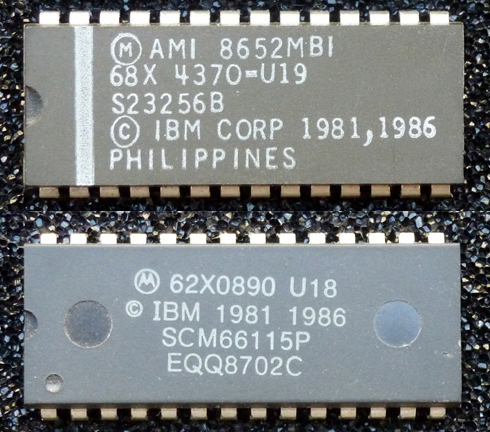 Ⓜ AMI 8652MBI
68X 4370-U19
S23256B
© IBM CORP 1981,1986
PHILIPPINES
62X0890 U18
© IBM 1981 1986
SCM66115P
EQQ8702C